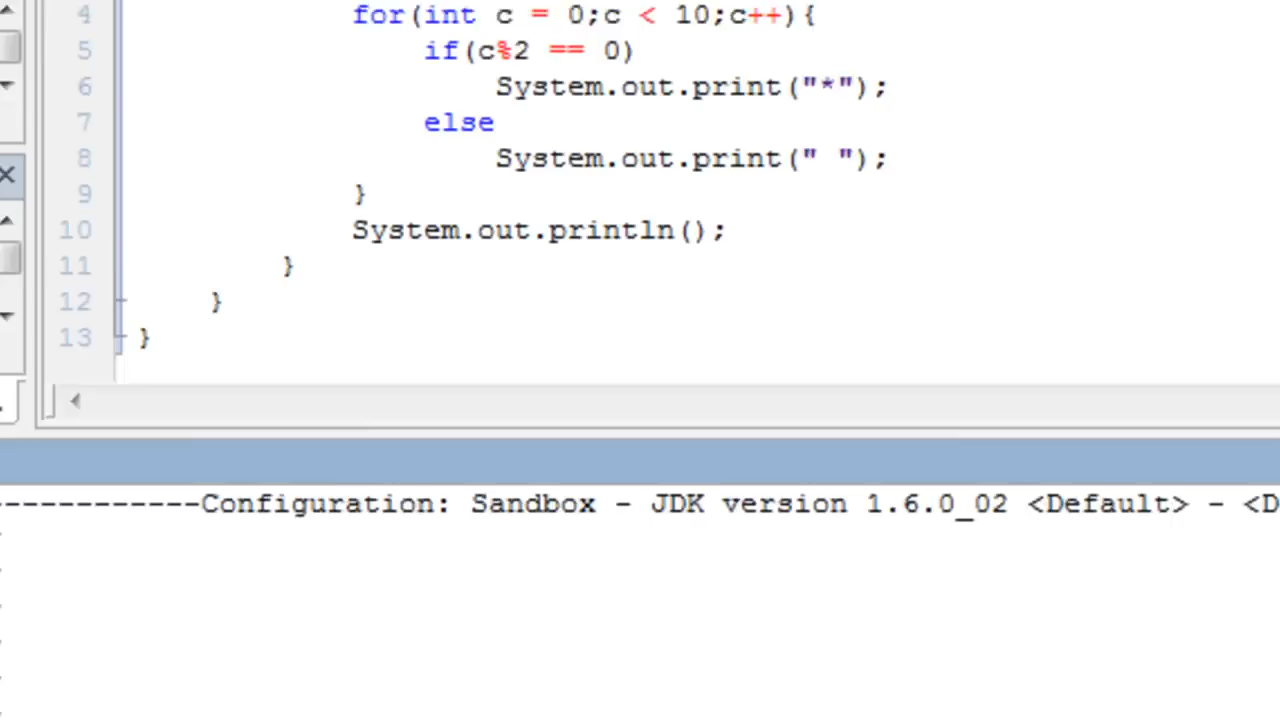 4 for(int c = 0;c < 10;c++){
5 if(c%2 == 0)
6 System.out.print("*");
7 else
8 System.out.print(" ");
9 }
10 System.out.println();
11 }
12 }
13 }
------------Configuration: Sandbox - JDK version 1.6.0_02 <Default> - <D